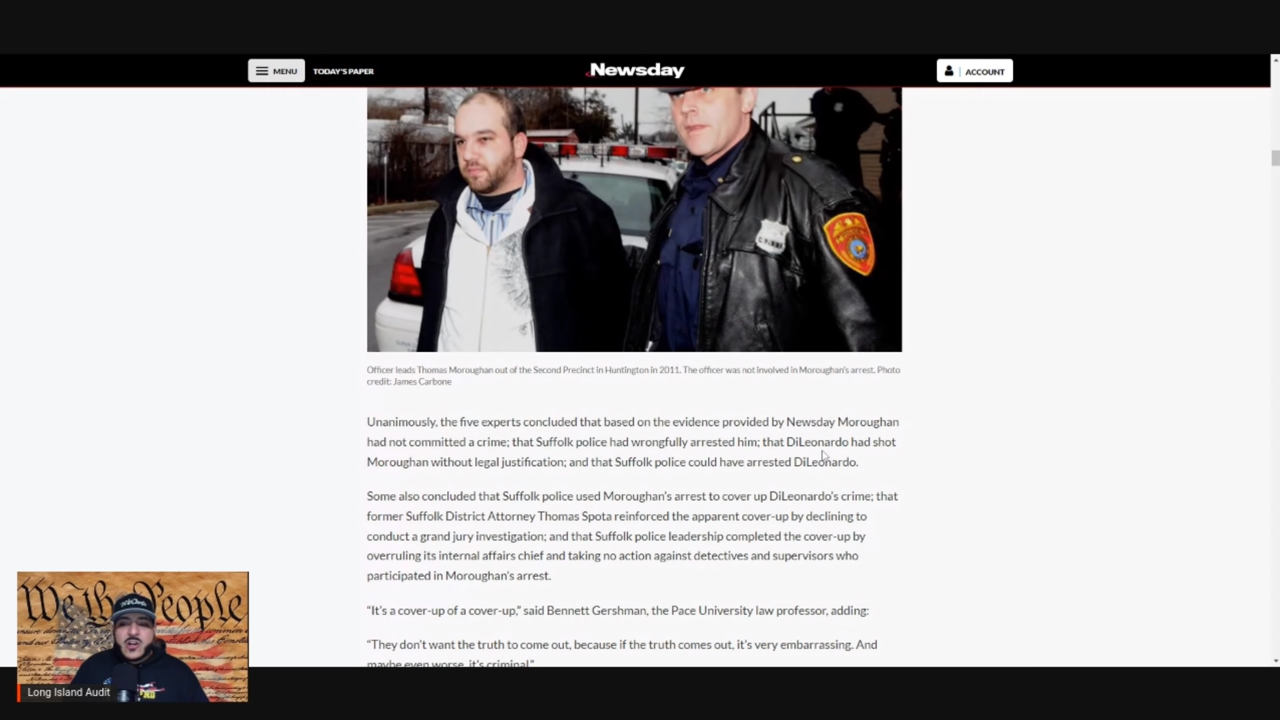 MENU
TODAY'S PAPER
Newsday
ACCOUNT
Officer leads Thomas Moroughan out of the Second Precinct in Huntington in 2011. The officer was not involved in Moroughan's arrest. Photo
credit: James Carbone
Unanimously, the five experts concluded that based on the evidence provided by Newsday Moroughan
had not committed a crime; that Suffolk police had wrongfully arrested him; that DiLeonardo had shot
Moroughan without legal justification; and that Suffolk police could have arrested DiLeonardo.
Some also concluded that Suffolk police used Moroughan's arrest to cover up DiLeonardo's crime; that
former Suffolk District Attorney Thomas Spota reinforced the apparent cover-up by declining to
conduct a grand jury investigation; and that Suffolk police leadership completed the cover-up by
overruling its internal affairs chief and taking no action against detectives and supervisors who
participated in Moroughan's arrest.
“It's a cover-up of a cover-up,” said Bennett Gershman, the Pace University law professor, adding:
“They don't want the truth to come out, because if the truth comes out, it's very embarrassing. And
maybe even worse, it's criminal.”
We the People
Long Island Audit